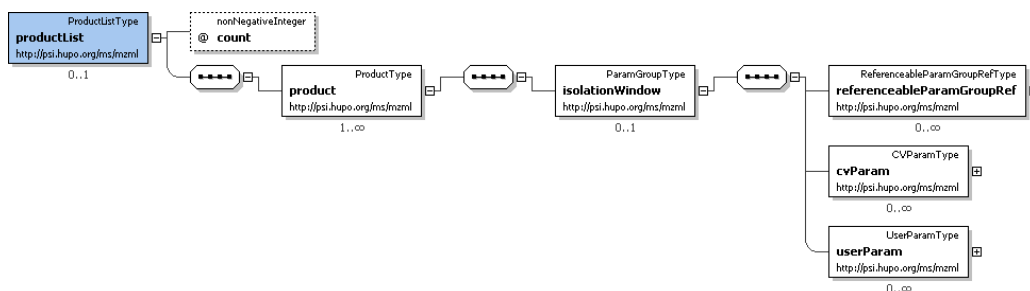 ProductListType
productList
http://psi.hupo.org/ms/mzml
0..1
nonNegativeInteger
@ count
ProductType
product
http://psi.hupo.org/ms/mzml
1..∞
ParamGroupType
isolationWindow
http://psi.hupo.org/ms/mzml
0..1
ReferenceableParamGroupRefType
referenceableParamGroupRef
http://psi.hupo.org/ms/mzml
0..∞
CVParamType
cvParam
http://psi.hupo.org/ms/mzml
0..∞
UserParamType
userParam
http://psi.hupo.org/ms/mzml
0..∞